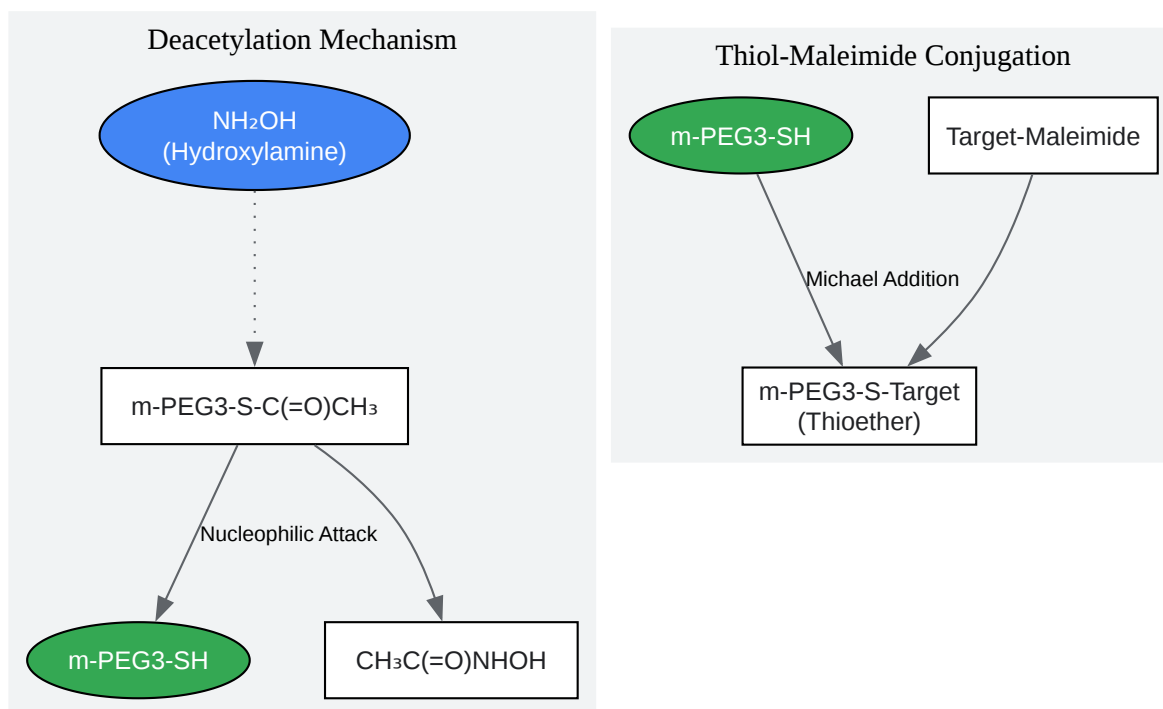 Deacetylation Mechanism
NH₂OH
(Hydroxylamine)
m-PEG3-S-C(=O)CH₃
Nucleophilic Attack
m-PEG3-SH
CH₃C(=O)NHOH
Thiol-Maleimide Conjugation
m-PEG3-SH
Target-Maleimide
Michael Addition
m-PEG3-S-Target
(Thioether)